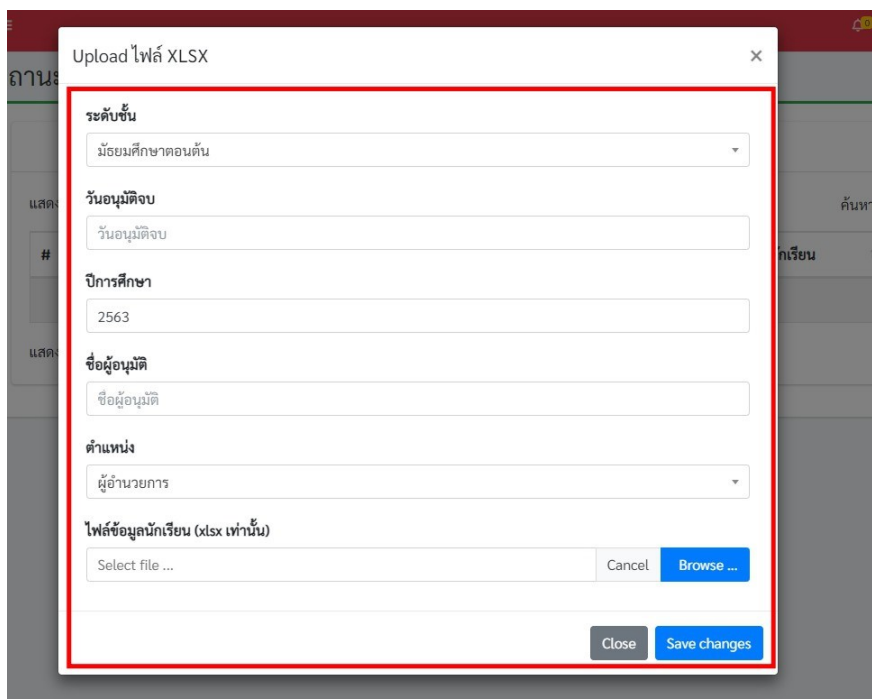 Upload ไฟล์ XLSX ×
ถานะ
ระดับชั้น
มัธยมศึกษาตอนต้น
แสดง
วันอนุมัติจบ
ค้นหา
วันอนุมัติจบ
#
กเรียน
ปีการศึกษา
2563
แสดง
ชื่อผู้อนุมัติ
ชื่อผู้อนุมัติ
ตำแหน่ง
ผู้อำนวยการ
ไฟล์ข้อมูลนักเรียน (xlsx เท่านั้น)
Select file ... Cancel Browse ...
Close Save changes